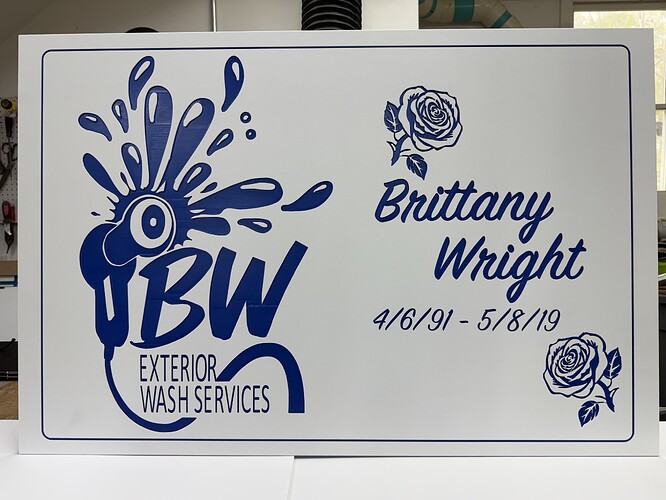 BW
EXTERIOR
WASH SERVICES
Brittany
Wright
4/6/91 - 5/8/19